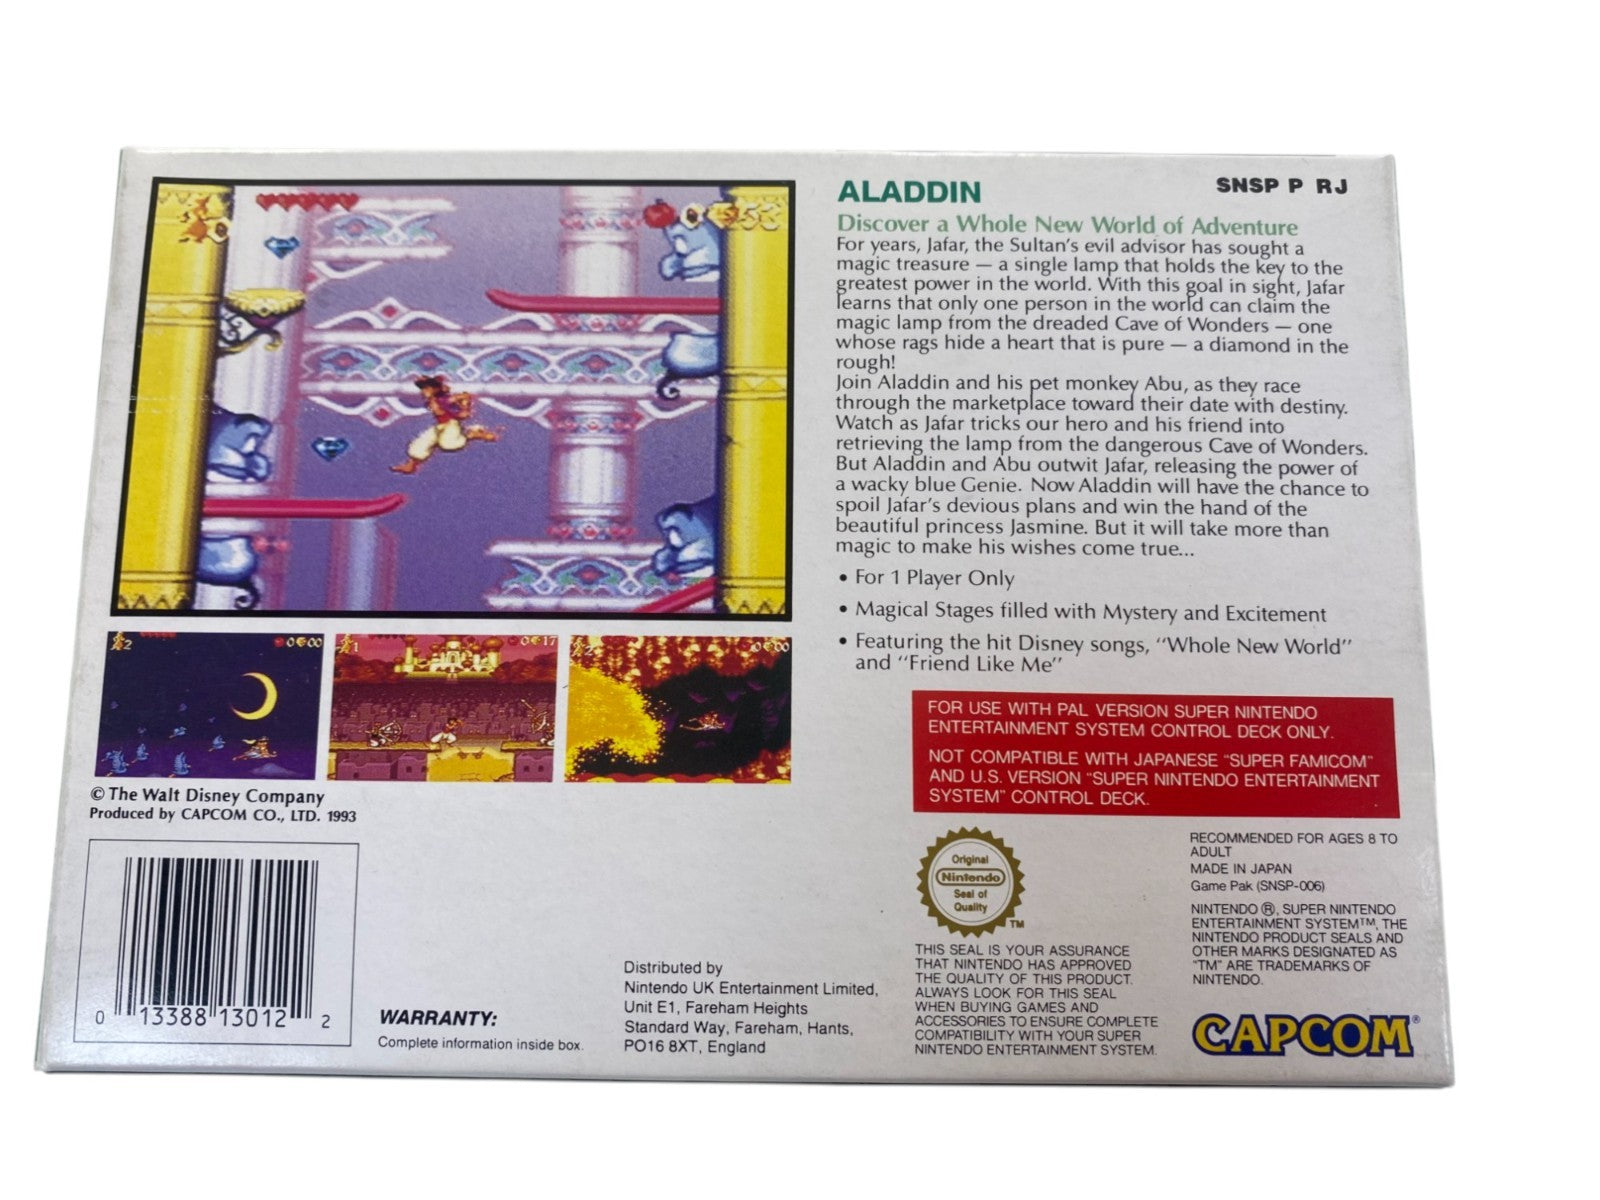 SNSP P RJ
ALADDIN
Discover a Whole New World of Adventure
For years, Jafar, the Sultan's evil advisor has sought a
magic treasure — a single lamp that holds the key to the
greatest power in the world. With this goal in sight, Jafar
learns that only one person in the world can claim the
magic lamp from the dreaded Cave of Wonders — one
whose rags hide a heart that is pure — a diamond in the
rough!
Join Aladdin and his pet monkey Abu, as they race
through the marketplace toward their date with destiny.
Watch as Jafar tricks our hero and his friend into
retrieving the lamp from the dangerous Cave of Wonders.
But Aladdin and Abu outwit Jafar, releasing the power of
a wacky blue Genie. Now Aladdin will have the chance to
spoil Jafar's devious plans and win the hand of the
beautiful princess Jasmine. But it will take more than
magic to make his wishes come true...
• For 1 Player Only
• Magical Stages filled with Mystery and Excitement
• Featuring the hit Disney songs, "Whole New World"
and "Friend Like Me"
FOR USE WITH PAL VERSION SUPER NINTENDO
ENTERTAINMENT SYSTEM CONTROL DECK ONLY.
NOT COMPATIBLE WITH JAPANESE "SUPER FAMICOM"
AND U.S. VERSION "SUPER NINTENDO ENTERTAINMENT
SYSTEM" CONTROL DECK.
2
0 00
1
0 17
2
0 00
© The Walt Disney Company
Produced by CAPCOM CO., LTD. 1993
0 13388 13012 2
WARRANTY:
Complete information inside box.
Distributed by
Nintendo UK Entertainment Limited,
Unit E1, Fareham Heights
Standard Way, Fareham, Hants,
PO16 8XT, England
Original
Nintendo
Seal of
Quality
TM
THIS SEAL IS YOUR ASSURANCE
THAT NINTENDO HAS APPROVED
THE QUALITY OF THIS PRODUCT.
ALWAYS LOOK FOR THIS SEAL
WHEN BUYING GAMES AND
ACCESSORIES TO ENSURE COMPLETE
COMPATIBILITY WITH YOUR SUPER
NINTENDO ENTERTAINMENT SYSTEM.
RECOMMENDED FOR AGES 8 TO
ADULT
MADE IN JAPAN
Game Pak (SNSP-006)
NINTENDO ®, SUPER NINTENDO
ENTERTAINMENT SYSTEM™, THE
NINTENDO PRODUCT SEALS AND
OTHER MARKS DESIGNATED AS
"TM" ARE TRADEMARKS OF
NINTENDO.
CAPCOM®